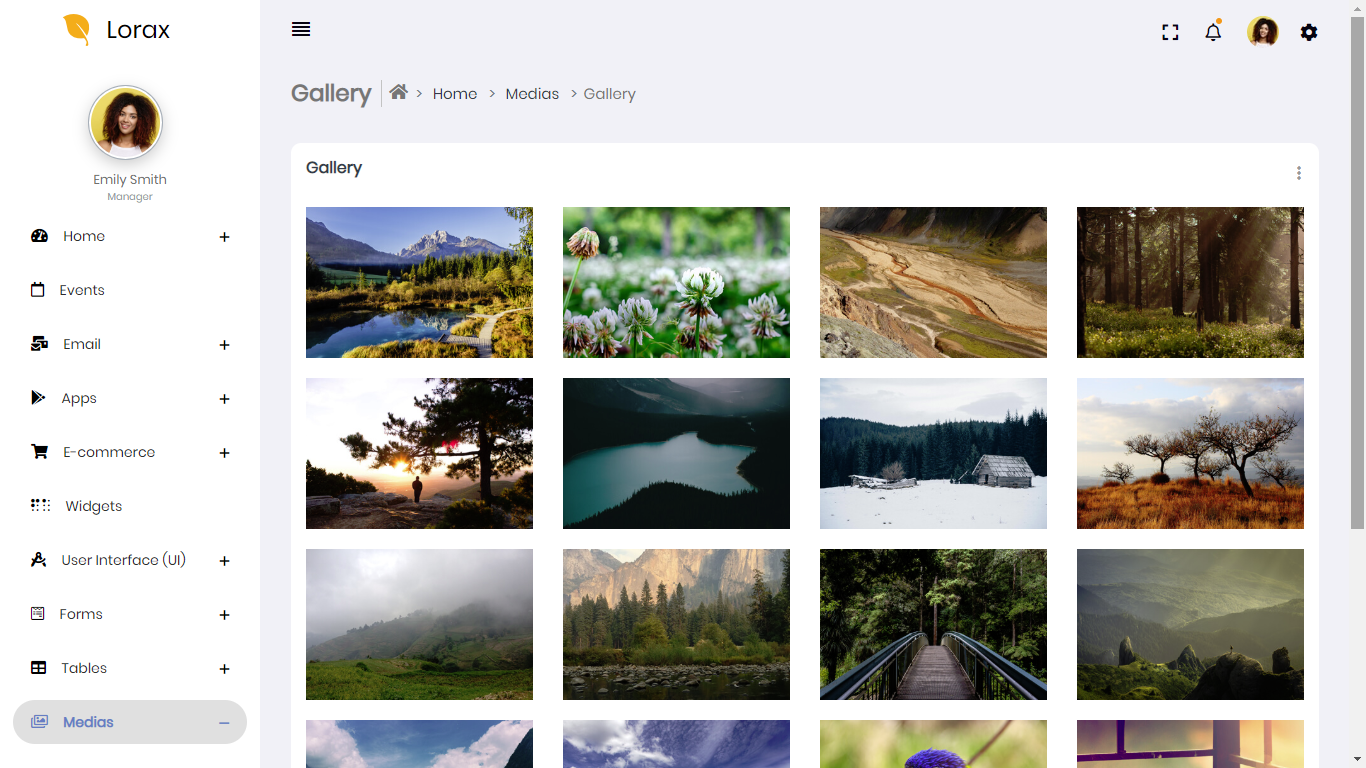 Lorax
Emily Smith
Manager
Home +
Events
Email +
Apps +
E-commerce +
Widgets
User Interface (UI) +
Forms +
Tables +
Medias −
Gallery > Home > Medias > Gallery
Gallery